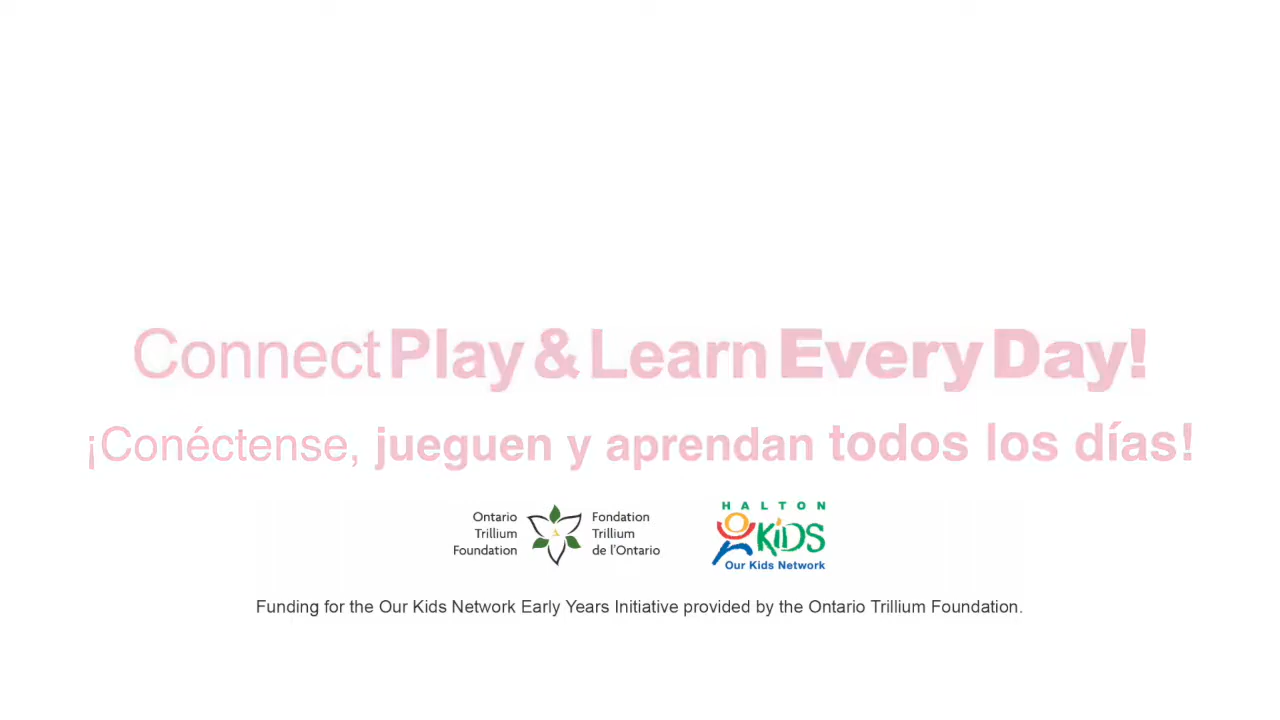 Connect Play & Learn Every Day!
¡Conéctense, jueguen y aprendan todos los días!
Ontario
Trillium
Foundation
Fondation
Trillium
de l'Ontario
HALTON
KiDS
Our Kids Network
Funding for the Our Kids Network Early Years Initiative provided by the Ontario Trillium Foundation.